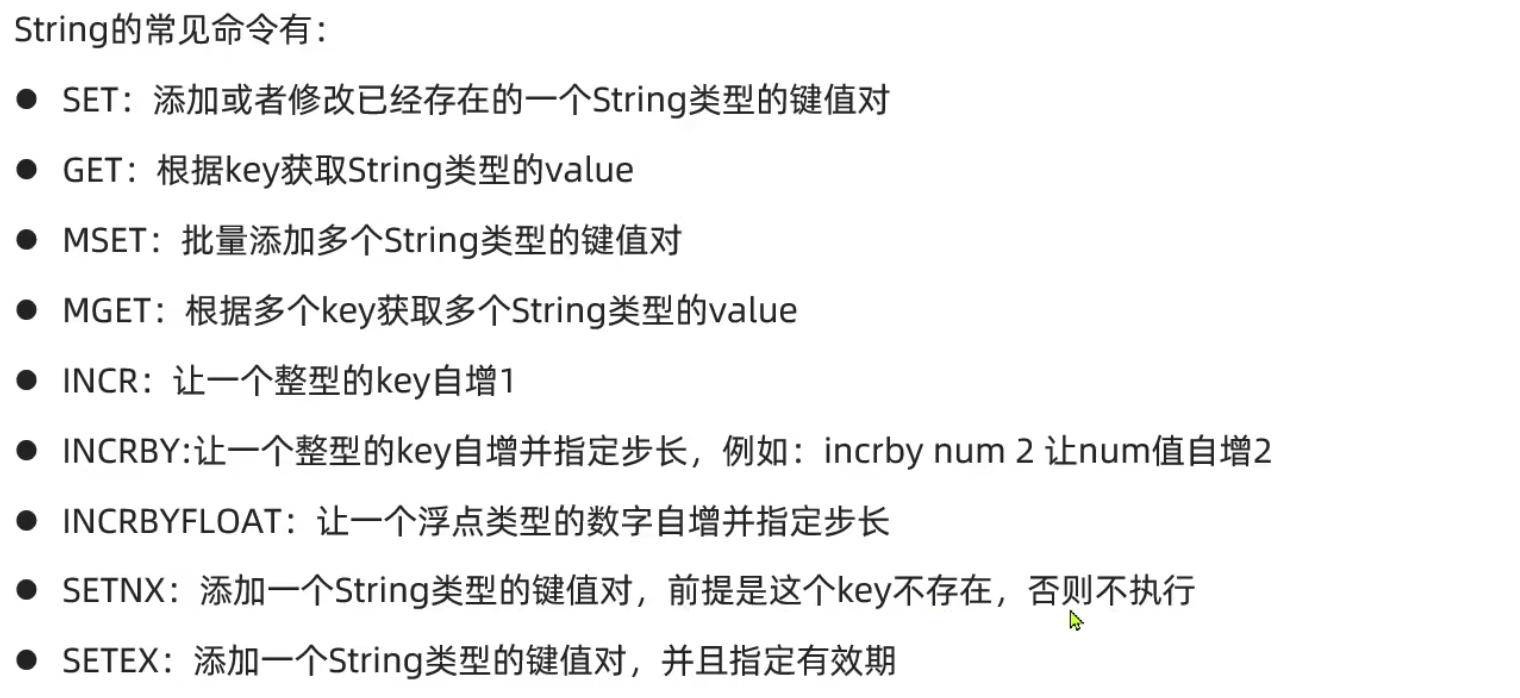 String的常见命令有：
● SET：添加或者修改已经存在的一个String类型的键值对
● GET：根据key获取String类型的value
● MSET：批量添加多个String类型的键值对
● MGET：根据多个key获取多个String类型的value
● INCR：让一个整型的key自增1
● INCRBY:让一个整型的key自增并指定步长，例如：incrby num 2 让num值自增2
● INCRBYFLOAT：让一个浮点类型的数字自增并指定步长
● SETNX：添加一个String类型的键值对，前提是这个key不存在，否则不执行
● SETEX：添加一个String类型的键值对，并且指定有效期